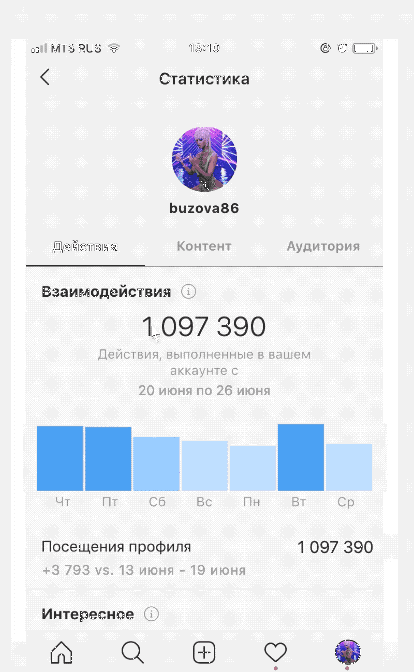 MTS RUS
Статистика
buzova86
Действия Контент Аудитория
Взаимодействия
1 097 390
Действия, выполненные в вашем
аккаунте с
20 июня по 26 июня
Чт Пт Сб Вс Пн Вт Ср
Посещения профиля 1 097 390
+3 793 vs. 13 июня - 19 июня
Интересное